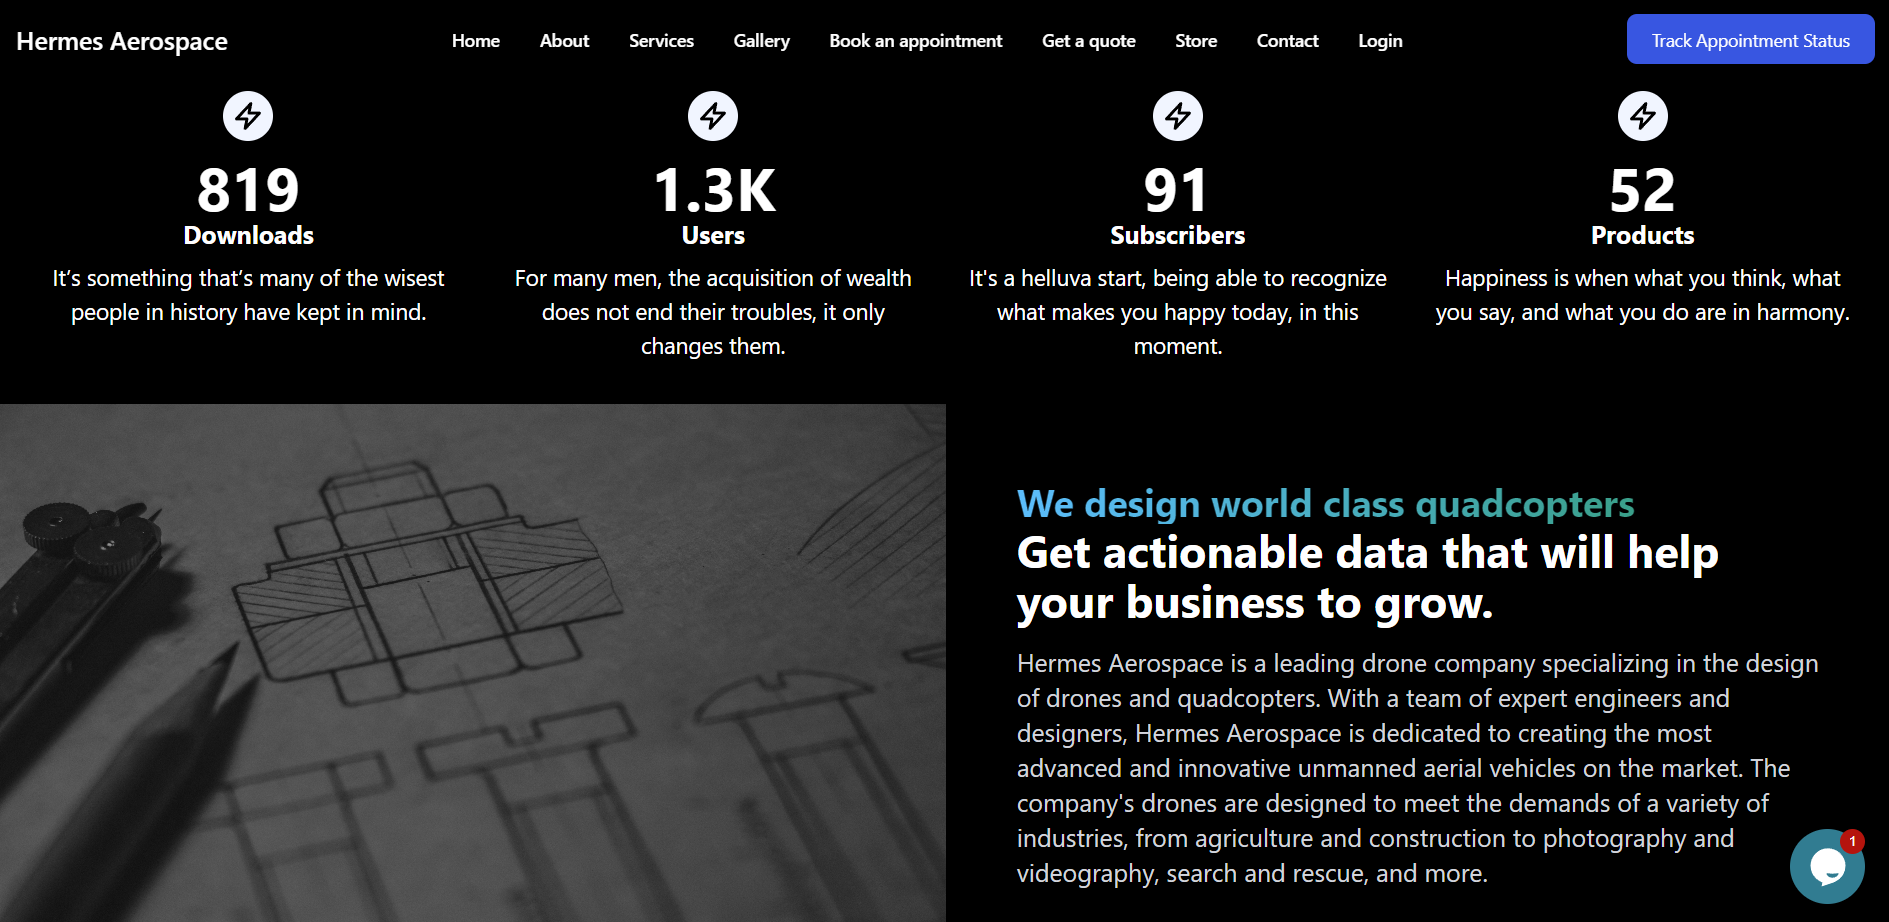 Hermes Aerospace
Home About Services Gallery Book an appointment Get a quote Store Contact Login
Track Appointment Status
819
Downloads
It’s something that’s many of the wisest
people in history have kept in mind.
1.3K
Users
For many men, the acquisition of wealth
does not end their troubles, it only
changes them.
91
Subscribers
It's a helluva start, being able to recognize
what makes you happy today, in this
moment.
52
Products
Happiness is when what you think, what
you say, and what you do are in harmony.
We design world class quadcopters
Get actionable data that will help
your business to grow.
Hermes Aerospace is a leading drone company specializing in the design
of drones and quadcopters. With a team of expert engineers and
designers, Hermes Aerospace is dedicated to creating the most
advanced and innovative unmanned aerial vehicles on the market. The
company's drones are designed to meet the demands of a variety of
industries, from agriculture and construction to photography and
videography, search and rescue, and more.
1